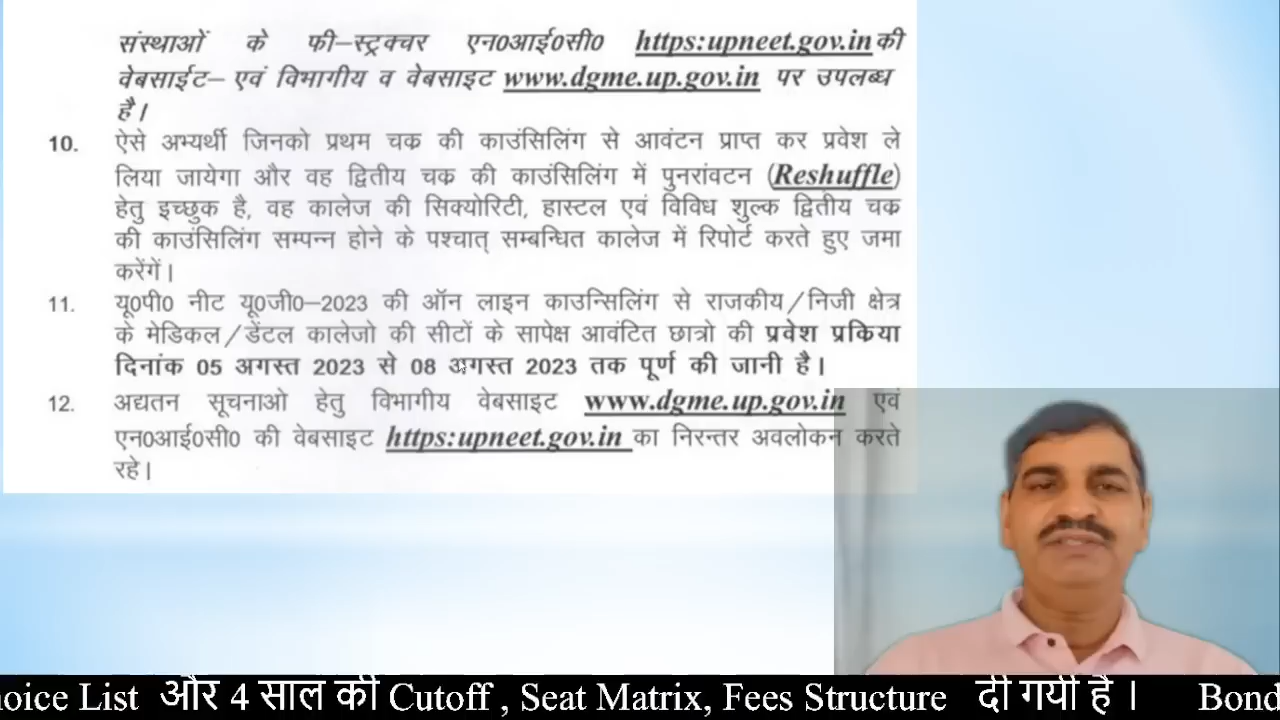 संस्थाओं के फी–स्ट्रक्चर एन0आई0सी0 https:upneet.gov.in की
वेबसाईट– एवं विभागीय व वेबसाइट www.dgme.up.gov.in पर उपलब्ध
है।
10. ऐसे अभ्यर्थी जिनको प्रथम चक्र की काउंसिलिंग से आवंटन प्राप्त कर प्रवेश ले
लिया जायेगा और वह द्वितीय चक्र की काउंसिलिंग में पुनरांवटन (Reshuffle)
हेतु इच्छुक है, वह कालेज की सिक्योरिटी, हास्टल एवं विविध शुल्क द्वितीय चक्र
की काउंसिलिंग सम्पन्न होने के पश्चात् सम्बन्धित कालेज में रिपोर्ट करते हुए जमा
करेंगें।
11. यू0पी0 नीट यू0जी0–2023 की ऑन लाइन काउन्सिलिंग से राजकीय/निजी क्षेत्र
के मेडिकल/डेंटल कालेजो की सीटों के सापेक्ष आवंटित छात्रो की प्रवेश प्रकिया
दिनांक 05 अगस्त 2023 से 08 अगस्त 2023 तक पूर्ण की जानी है।
12. अद्यतन सूचनाओ हेतु विभागीय वेबसाइट www.dgme.up.gov.in एवं
एन0आई0सी0 की वेबसाइट https:upneet.gov.in का निरन्तर अवलोकन करते
रहे।
hoice List और 4 साल की Cutoff , Seat Matrix, Fees Structure दी गयी है । Bond